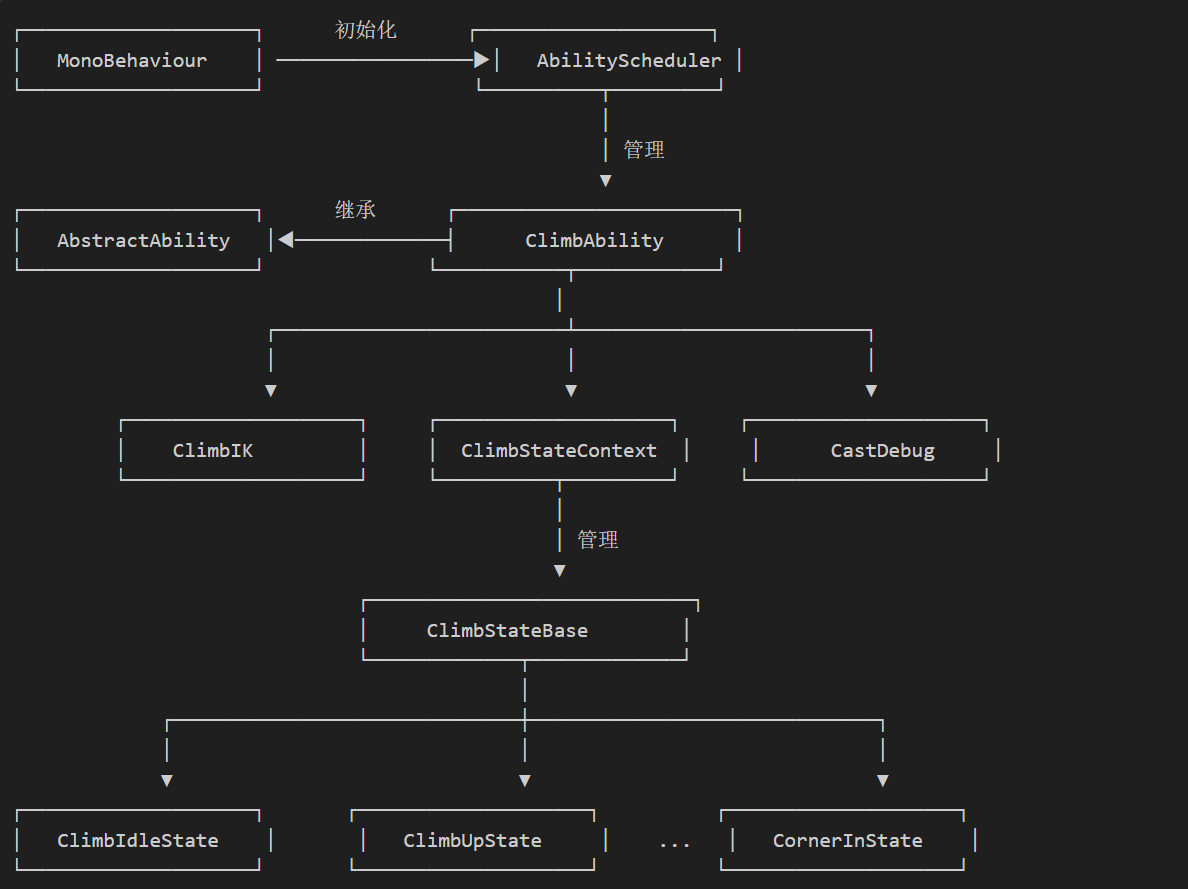 初始化
MonoBehaviour AbilityScheduler
管理
继承
AbstractAbility ClimbAbility
ClimbIK ClimbStateContext CastDebug
管理
ClimbStateBase
ClimbIdleState ClimbUpState ... CornerInState